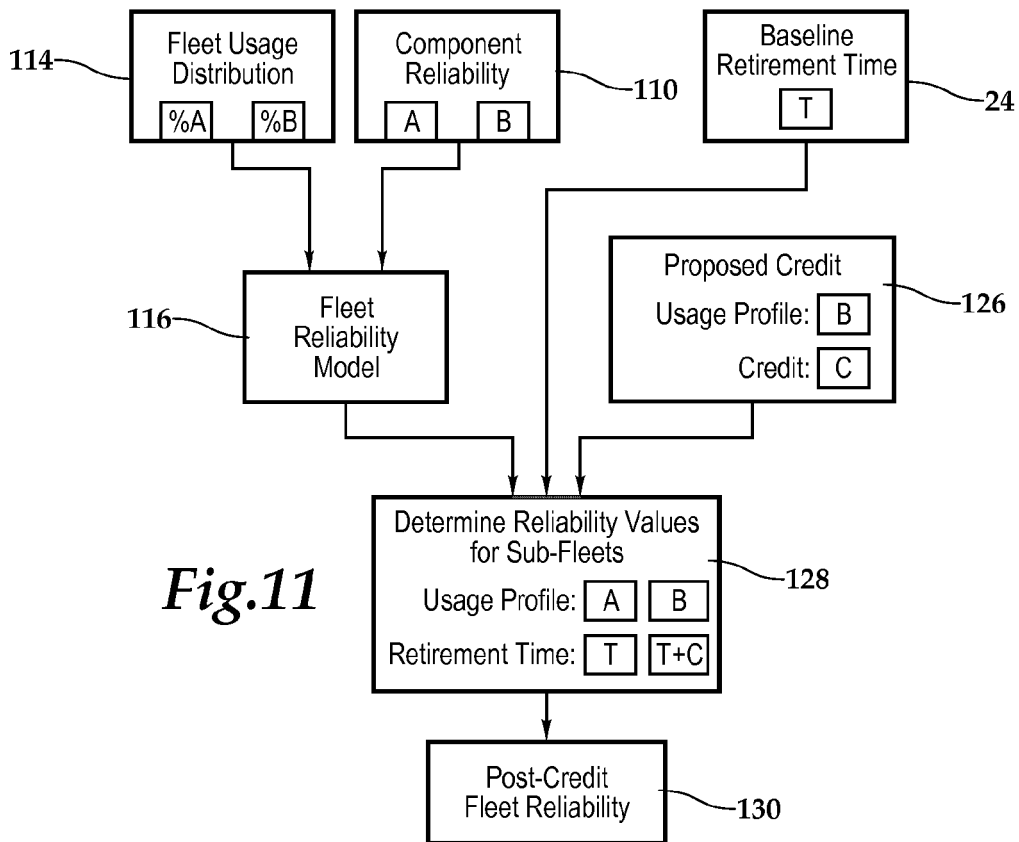 114
Fleet Usage
Distribution
%A %B
Component
Reliability
A B
110
Baseline
Retirement Time
T
24
116
Fleet
Reliability
Model
Proposed Credit
Usage Profile: B
Credit: C
126
Determine Reliability Values
for Sub-Fleets
Usage Profile: A B
Retirement Time: T T+C
128
Fig.11
Post-Credit
Fleet Reliability
130